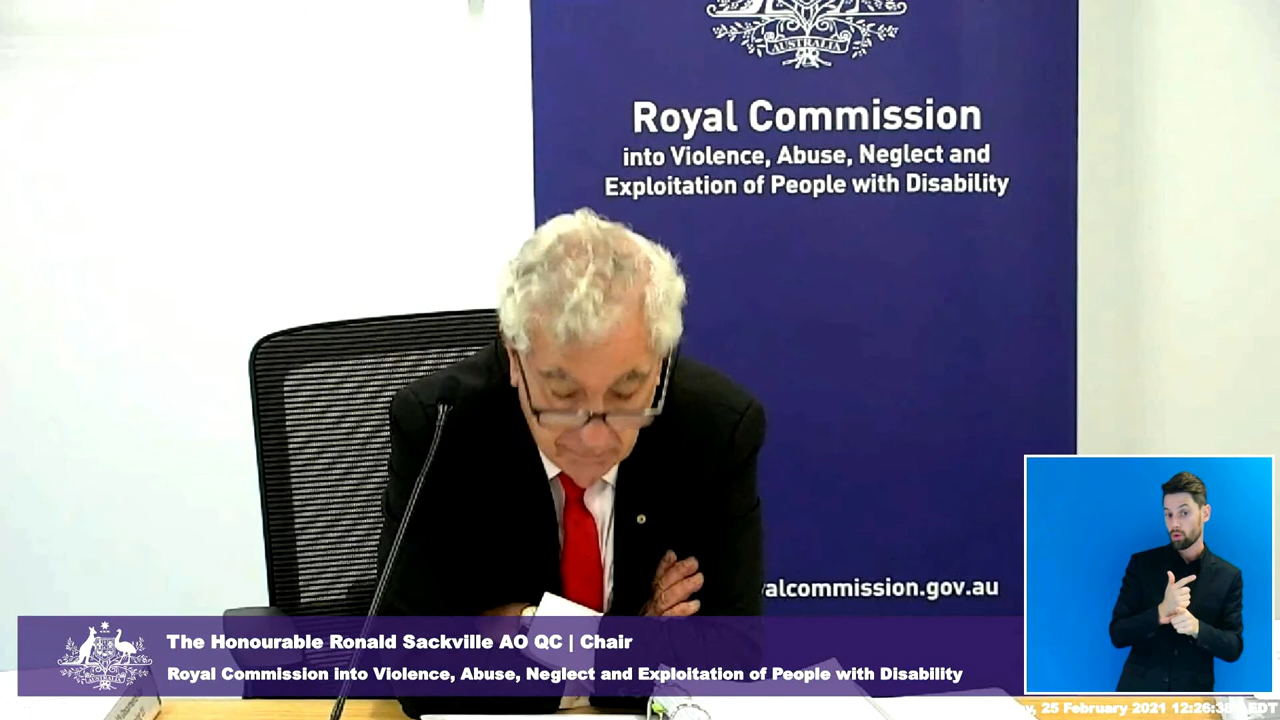 AUSTRALIA
Royal Commission
into Violence, Abuse, Neglect and
Exploitation of People with Disability
yalcommission.gov.au
The Honourable Ronald Sackville AO QC | Chair
Royal Commission into Violence, Abuse, Neglect and Exploitation of People with Disability
25 February 2021